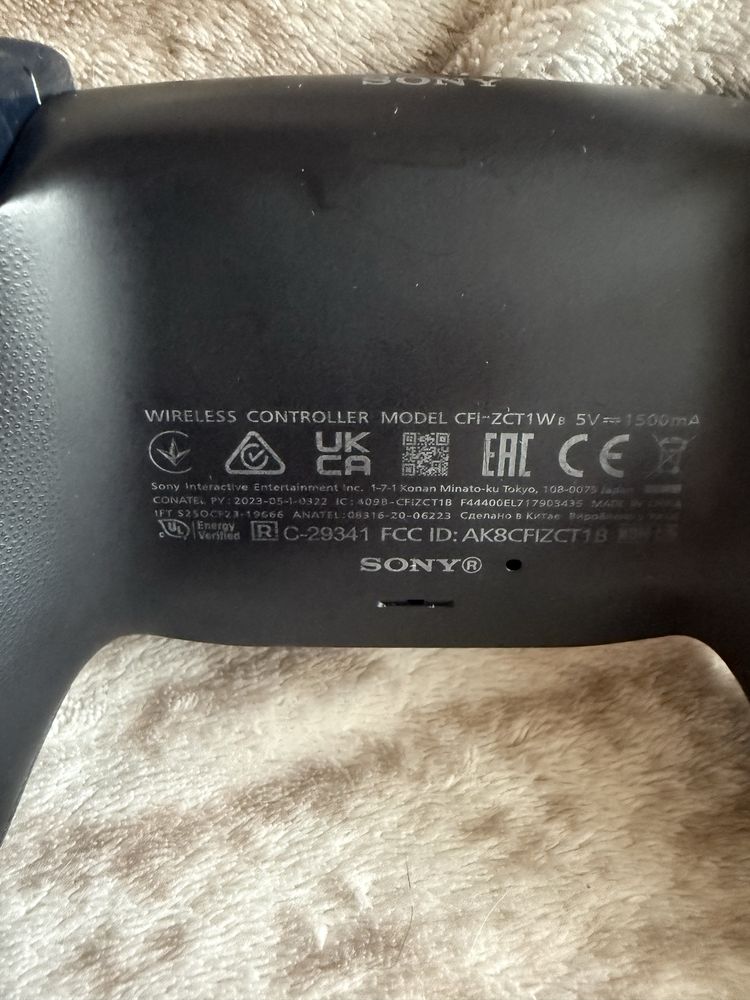 SONY
WIRELESS CONTROLLER MODEL CFI-ZCT1W B 5V⎓1500mA
UK CA EAC CE
Sony Interactive Entertainment Inc. 1-7-1 Konan Minato-ku Tokyo, 108-0075 Japan
CONATEL PY: 2023-05-I-0322 IC: 409B-CFIZCT1B F44400EL717903435 MADE IN CHINA
IFT S25OCF23-19666 ANATEL: 08316-20-06223 Сделано в Китае
c UL Energy Verified R C-29341 FCC ID: AK8CFIZCT1B
SONY®